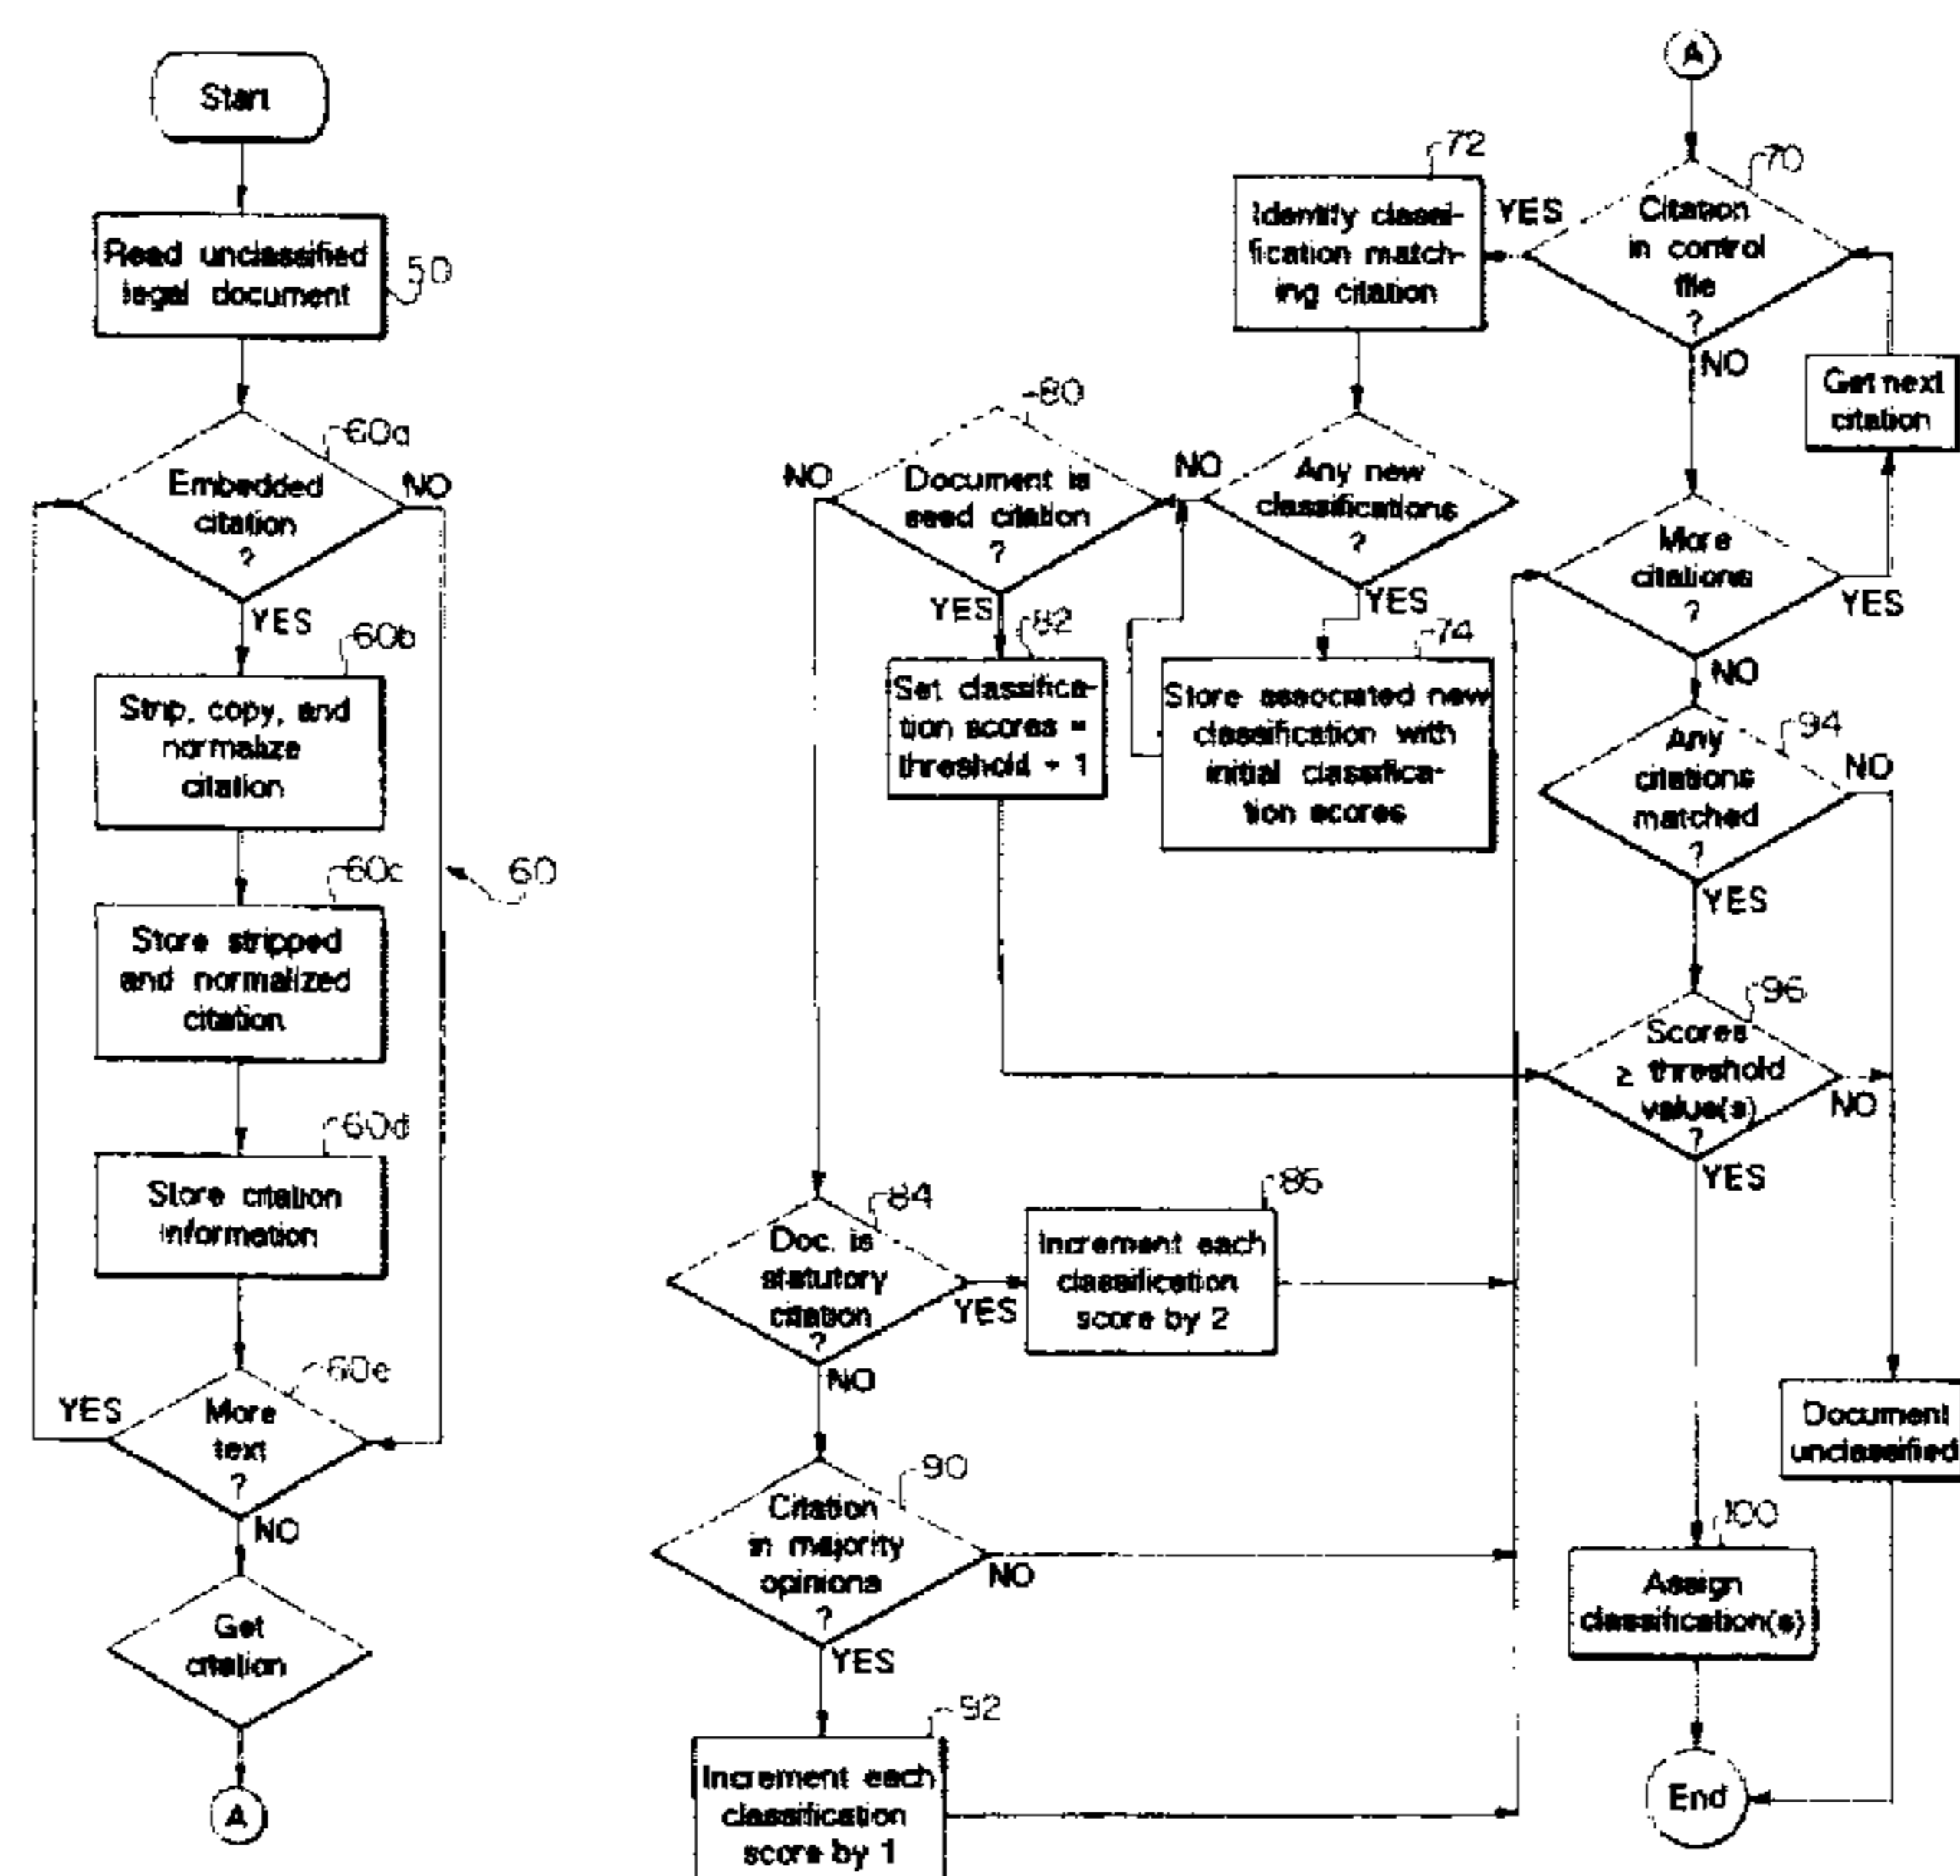 Start
Read unclassified
legal document
50
60a
Embedded
citation
?
NO
YES
60b
Strip, copy, and
normalize
citation
60c
60
Store stripped
and normalized
citation
60d
Store citation
information
60e
YES
More
text
?
NO
Get
citation
A
A
72
70
Identify classi-
fication match-
ing citation
YES
Citation
in control
file
?
NO
Get next
citation
80
NO
Document is
seed citation
?
YES
NO
Any new
classifications
?
YES
More
citations
?
YES
NO
82
Set classifica-
tion scores =
threshold + 1
74
Store associated new
classification with
initial classifica-
tion scores
94
Any
citations
matched
?
NO
YES
96
Scores
≥ threshold
value(s)
?
NO
YES
84
Doc. is
statutory
citation
?
YES
NO
86
Increment each
classification
score by 2
90
Citation
in majority
opinions
?
NO
YES
92
Increment each
classification
score by 1
Document
unclassified
100
Assign
classification(s)
End